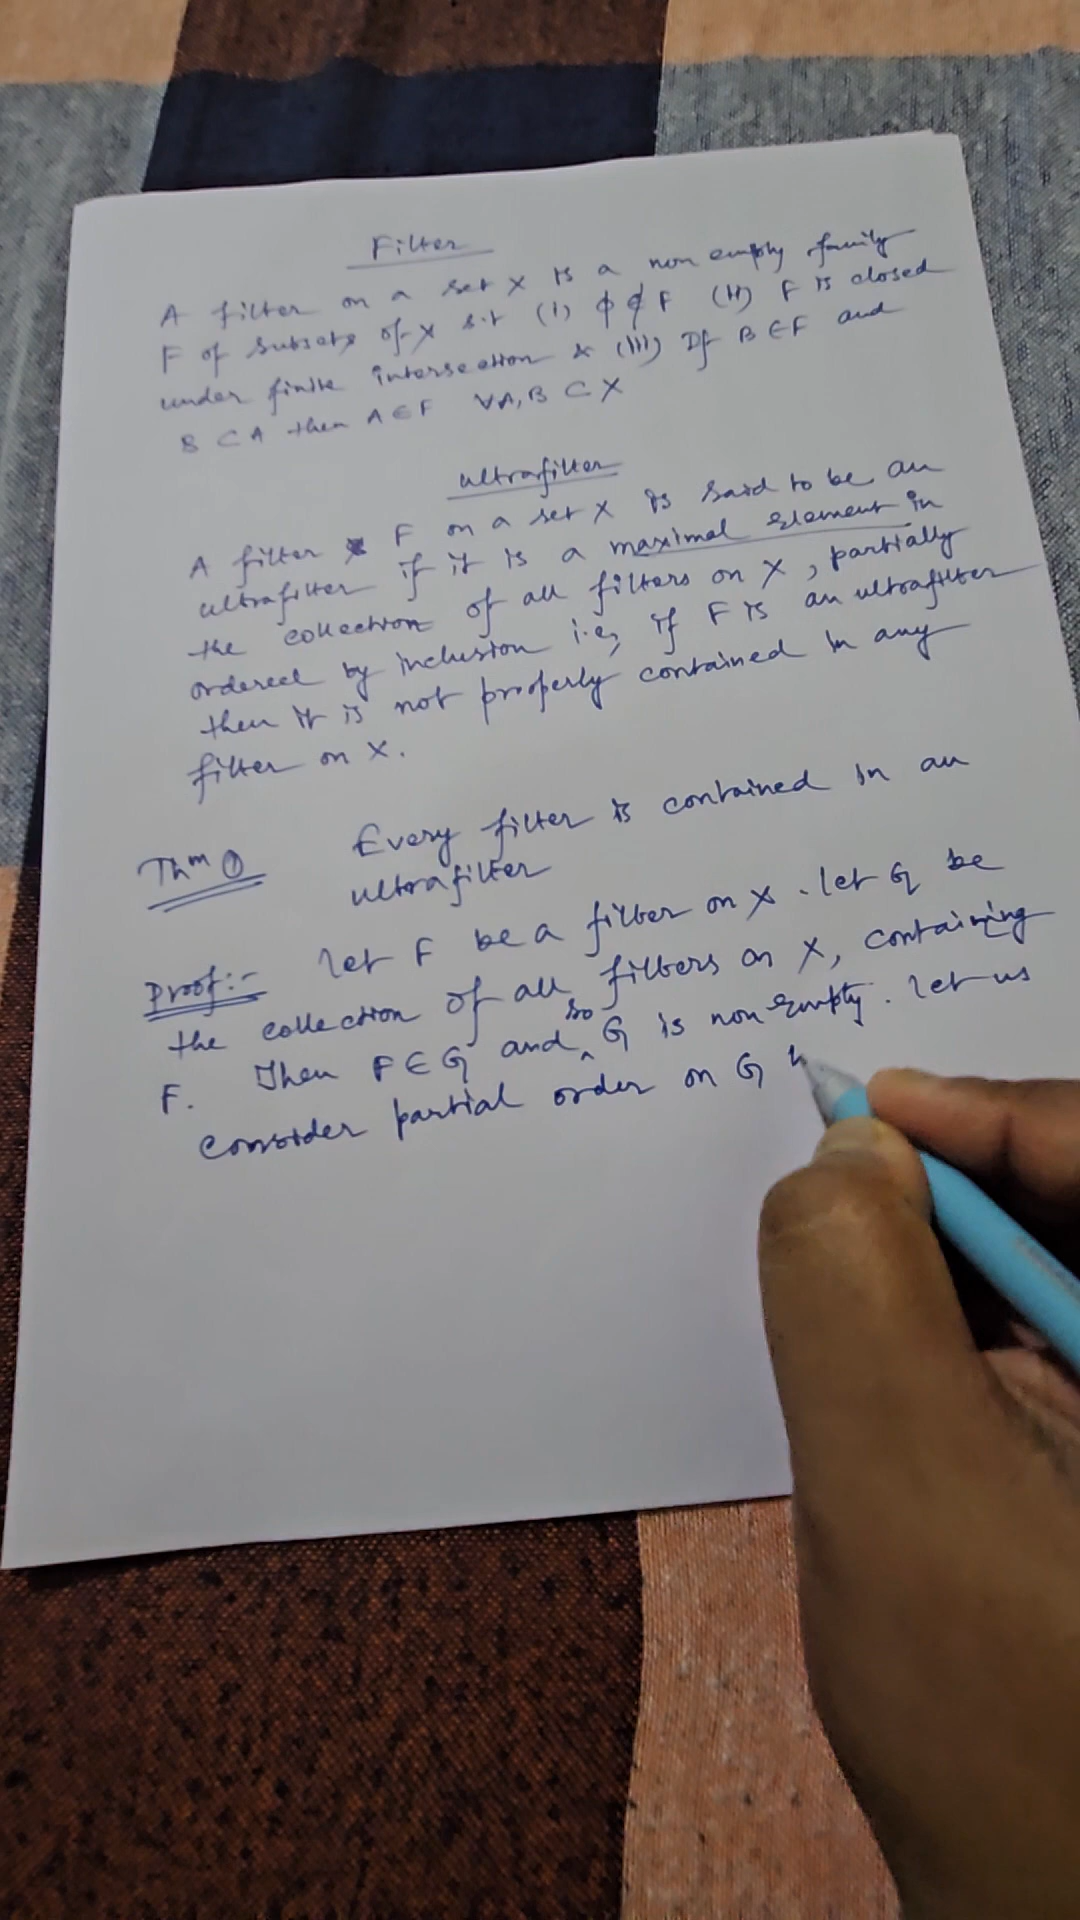 Filter
A filter on a set X is a non empty family
F of subsets of X s.t (I) ϕ ∉ F (II) F is closed
under finite intersection & (III) If B ∈ F and
B ⊂ A then A ∈ F ∀A, B ⊂ X
ultrafilter
A filter F on a set X is said to be an
ultrafilter if it is a maximal element in
the collection of all filters on X, partially
ordered by inclusion i.e, if F is an ultrafilter
then it is not properly contained in any
filter on X.
Thm ① Every filter is contained in an
ultrafilter
Proof:- Let F be a filter on X. Let G be
the collection of all filters on X, containing
F. Then F ∈ G and so G is non empty. Let us
consider partial order on G